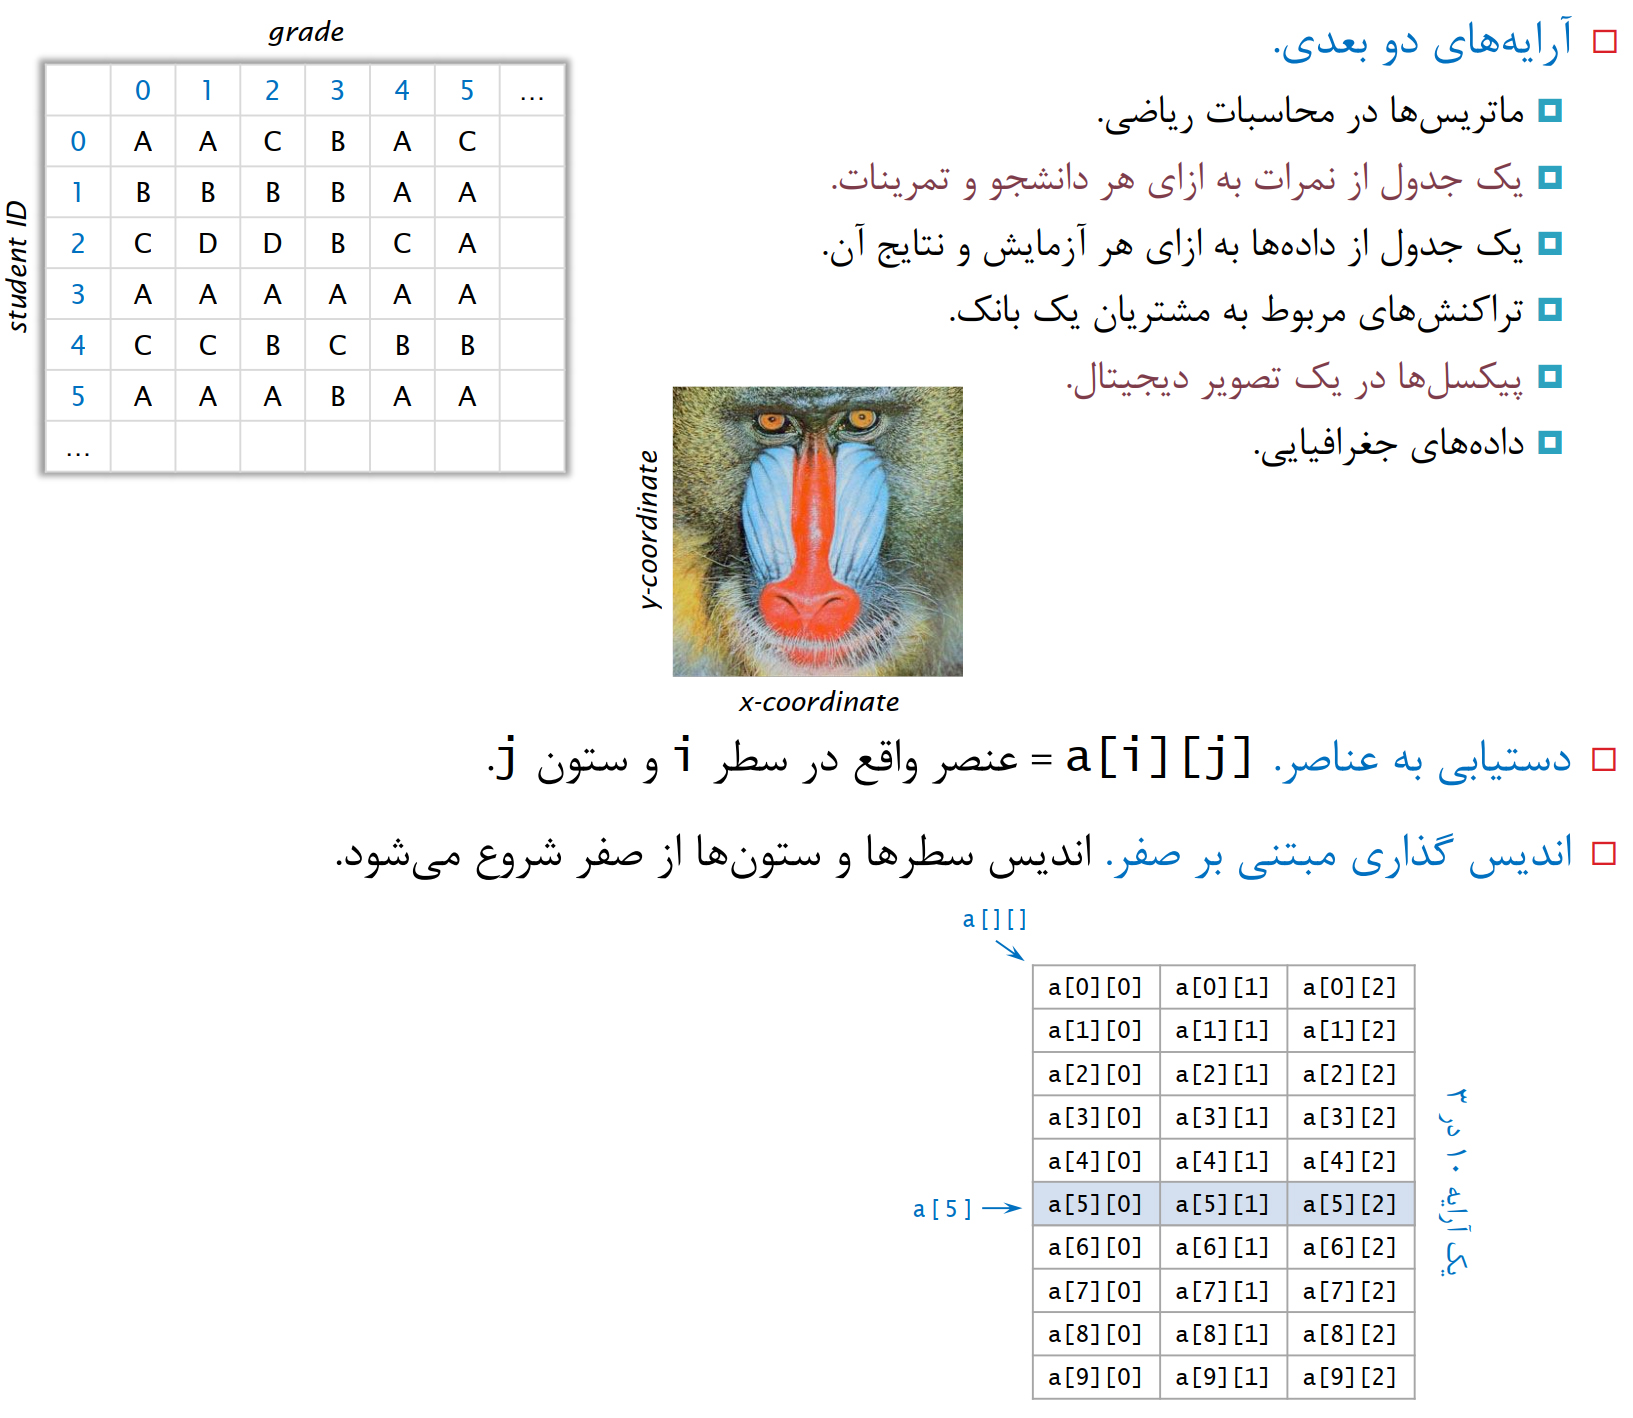 آرایه‌های دو بعدی.
ماتریس‌ها در محاسبات ریاضی.
یک جدول از نمرات به ازای هر دانشجو و تمرینات.
یک جدول از داده‌ها به ازای هر آزمایش و نتایج آن.
تراکنش‌های مربوط به مشتریان یک بانک.
پیکسل‌ها در یک تصویر دیجیتال.
داده‌های جغرافیایی.
grade
student ID
0 1 2 3 4 5 ...
0 A A C B A C
1 B B B B A A
2 C D D B C A
3 A A A A A A
4 C C B C B B
5 A A A B A A
...
y-coordinate
x-coordinate
دستیابی به عناصر. a[i][j] = عنصر واقع در سطر i و ستون j.
اندیس گذاری مبتنی بر صفر. اندیس سطرها و ستون‌ها از صفر شروع می‌شود.
a[][]
a[0][0] a[0][1] a[0][2]
a[1][0] a[1][1] a[1][2]
a[2][0] a[2][1] a[2][2]
a[3][0] a[3][1] a[3][2]
a[4][0] a[4][1] a[4][2]
a[5]
a[5][0] a[5][1] a[5][2]
a[6][0] a[6][1] a[6][2]
a[7][0] a[7][1] a[7][2]
a[8][0] a[8][1] a[8][2]
a[9][0] a[9][1] a[9][2]
یک آرایه ۱۰ در ۳